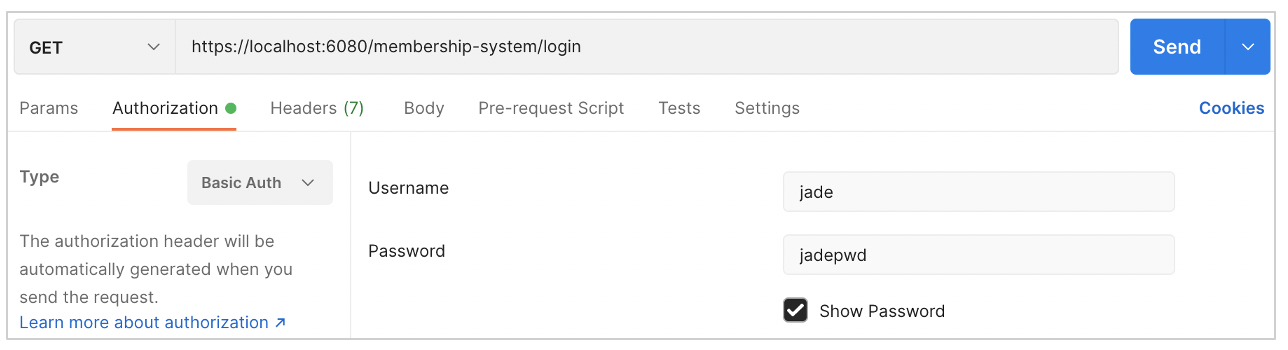 GET https://localhost:6080/membership-system/login Send
Params Authorization Headers (7) Body Pre-request Script Tests Settings Cookies
Type Basic Auth
The authorization header will be
automatically generated when you
send the request.
Learn more about authorization ↗
Username jade
Password jadepwd
Show Password